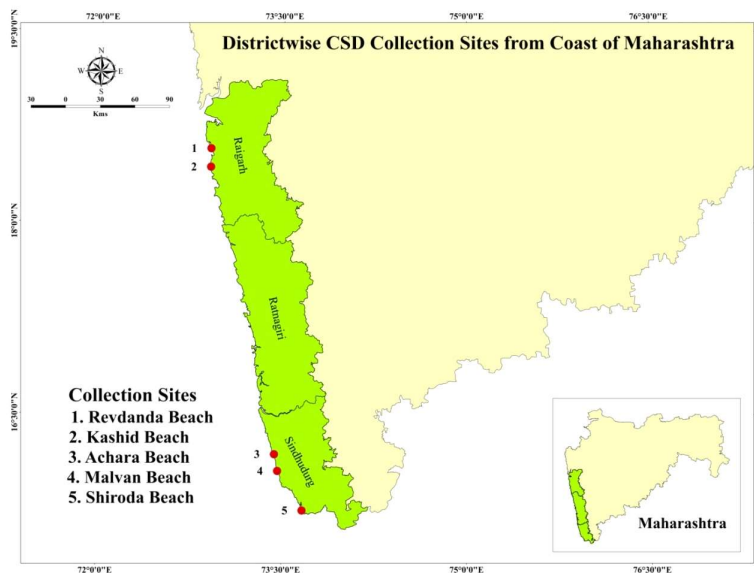 72°0'0"E 73°30'0"E 75°0'0"E 76°30'0"E
19°30'0"N
Districtwise CSD Collection Sites from Coast of Maharashtra
N
W E
S
30 0 30 60 90
Kms
1
2
Raigarh
18°0'0"N
Ratnagiri
16°30'0"N
Collection Sites
1. Revdanda Beach
2. Kashid Beach
3. Achara Beach
4. Malvan Beach
5. Shiroda Beach
3
4
5
Sindhudurg
Maharashtra
72°0'0"E 73°30'0"E 75°0'0"E 76°30'0"E